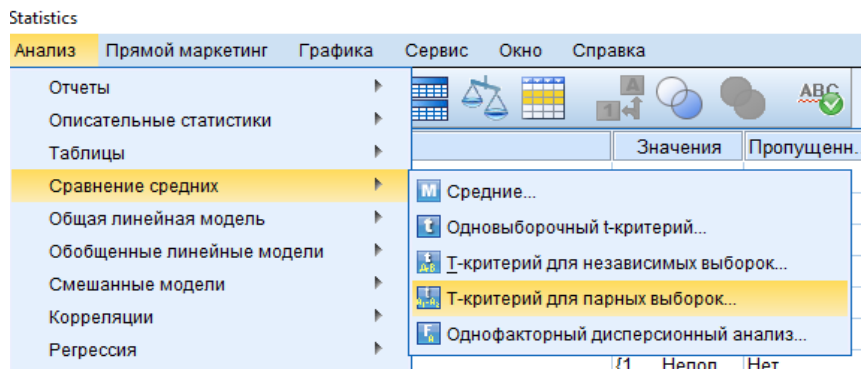 Statistics
Анализ Прямой маркетинг Графика Сервис Окно Справка
Отчеты
Описательные статистики
Таблицы
Сравнение средних
Общая линейная модель
Обобщенные линейные модели
Смешанные модели
Корреляции
Регрессия
A
1
ABC
Значения Пропущенн.
M Средние...
t Одновыборочный t-критерий...
T-критерий для независимых выборок...
T-критерий для парных выборок...
Однофакторный дисперсионный анализ...
{1 Непол Нет